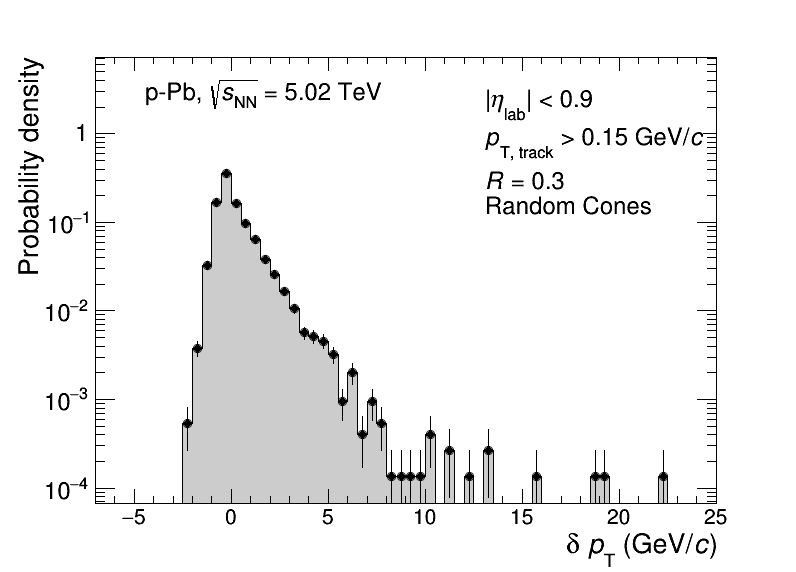 p-Pb, √s_NN = 5.02 TeV
|η_lab| < 0.9
p_T, track > 0.15 GeV/c
R = 0.3
Random Cones
Probability density
1
10⁻¹
10⁻²
10⁻³
10⁻⁴
−5 0 5 10 15 20 25
δ p_T (GeV/c)